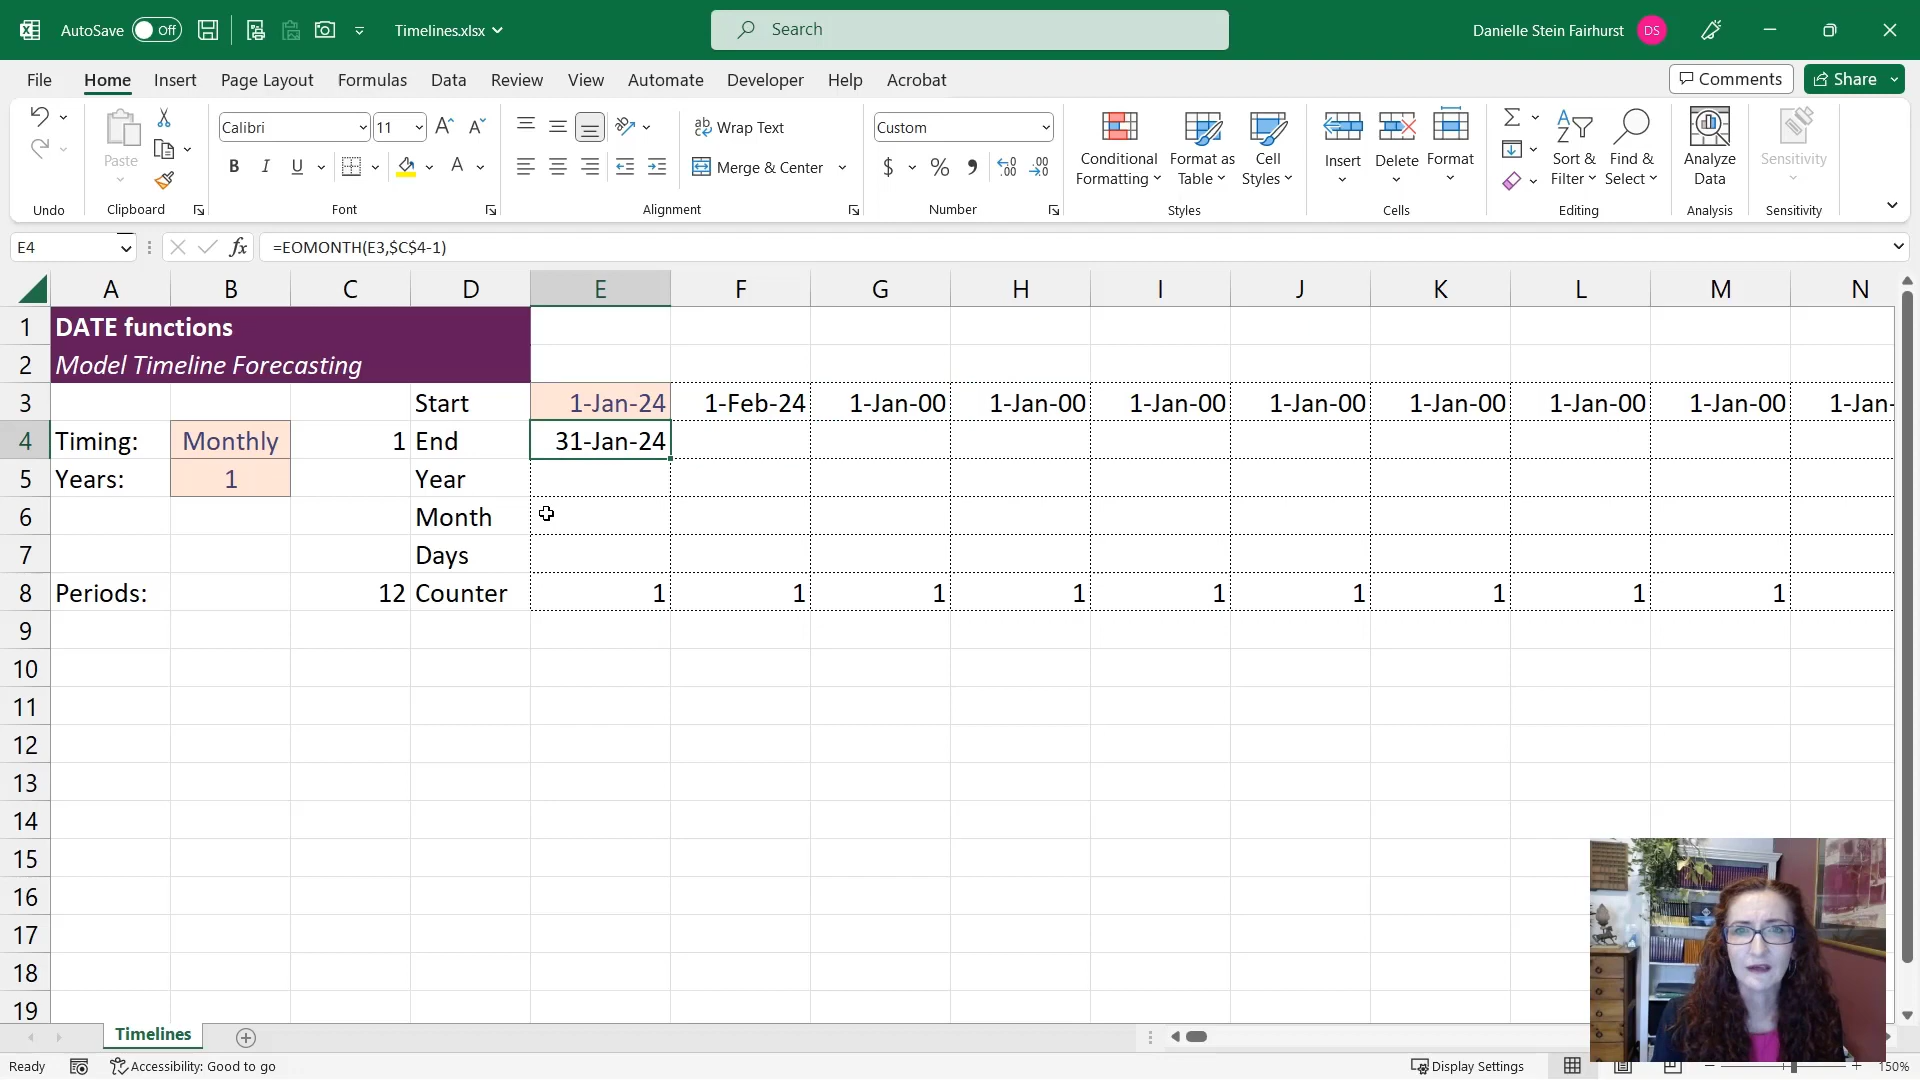 AutoSave Off Timelines.xlsx Search Danielle Stein Fairhurst DS
File Home Insert Page Layout Formulas Data Review View Automate Developer Help Acrobat Comments Share
Calibri 11 A A Wrap Text Custom
Paste B I U A Merge & Center $ % , .00
Conditional Formatting
Format as Table
Cell Styles
Insert Delete Format
Sort & Filter
Find & Select
Analyze Data
Sensitivity
Undo Clipboard Font Alignment Number Styles Cells Editing Analysis Sensitivity
E4 fx =EOMONTH(E3,$C$4-1)
A B C D E F G H I J K L M N
1 DATE functions
2 Model Timeline Forecasting
3 Start 1-Jan-24 1-Feb-24 1-Jan-00 1-Jan-00 1-Jan-00 1-Jan-00 1-Jan-00 1-Jan-00 1-Jan-00 1-Jan-
4 Timing: Monthly 1 End 31-Jan-24
5 Years: 1 Year
6 Month
7 Days
8 Periods: 12 Counter 1 1 1 1 1 1 1 1 1
9
10
11
12
13
14
15
16
17
18
19
Timelines
Ready Accessibility: Good to go Display Settings 150%